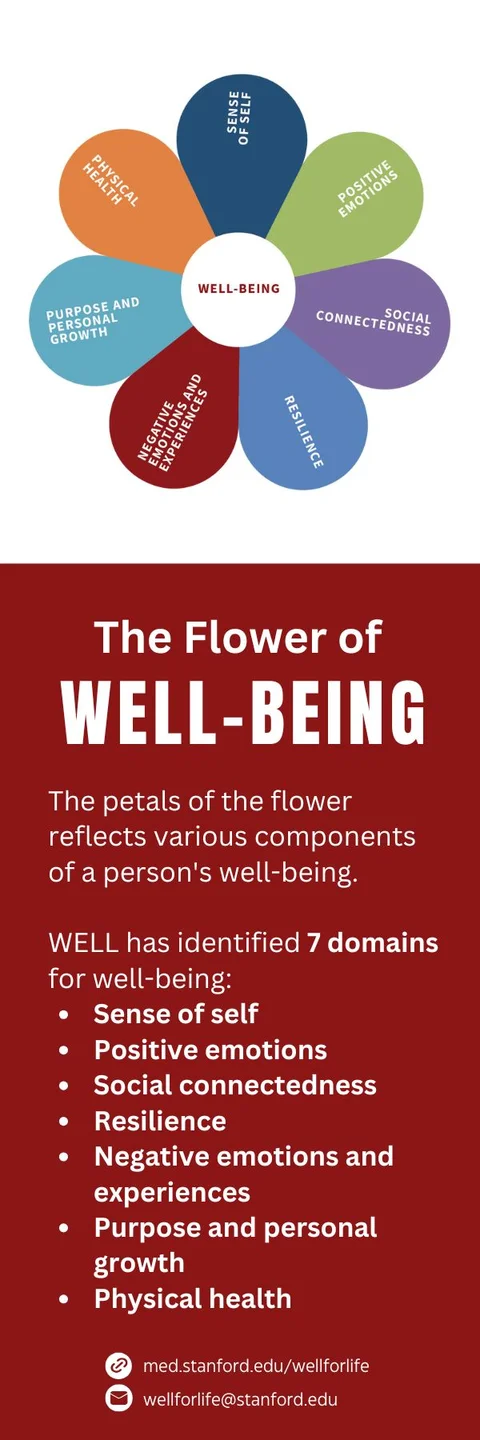 SENSE
OF SELF
PHYSICAL
HEALTH
POSITIVE
EMOTIONS
WELL-BEING
PURPOSE AND
PERSONAL
GROWTH
SOCIAL
CONNECTEDNESS
NEGATIVE
EMOTIONS AND
EXPERIENCES
RESILIENCE
The Flower of
WELL-BEING
The petals of the flower
reflects various components
of a person's well-being.
WELL has identified 7 domains
for well-being:
• Sense of self
• Positive emotions
• Social connectedness
• Resilience
• Negative emotions and
experiences
• Purpose and personal
growth
• Physical health
med.stanford.edu/wellforlife
wellforlife@stanford.edu